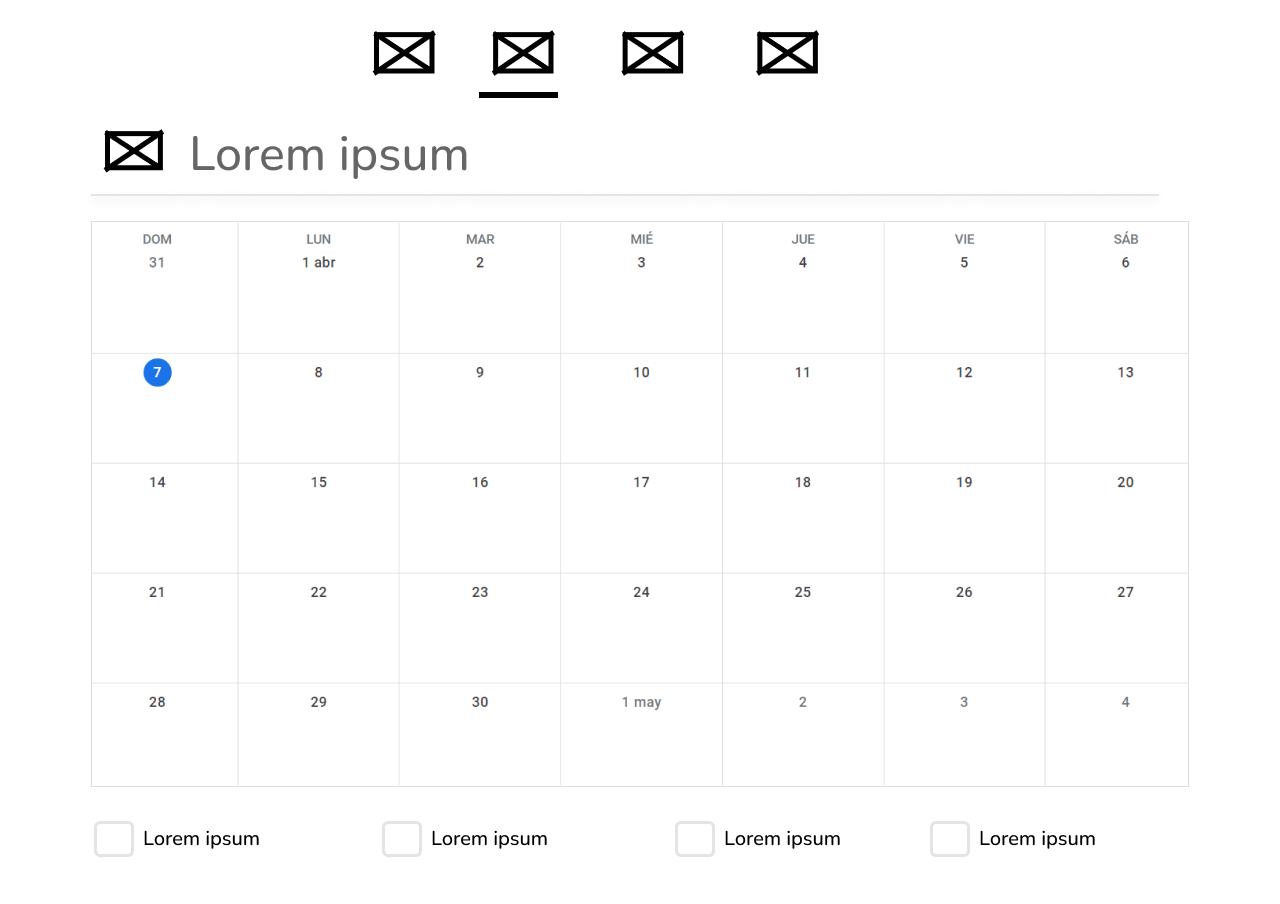 Lorem ipsum
DOM LUN MAR MIÉ JUE VIE SÁB
31 1 abr 2 3 4 5 6
7 8 9 10 11 12 13
14 15 16 17 18 19 20
21 22 23 24 25 26 27
28 29 30 1 may 2 3 4
Lorem ipsum Lorem ipsum Lorem ipsum Lorem ipsum